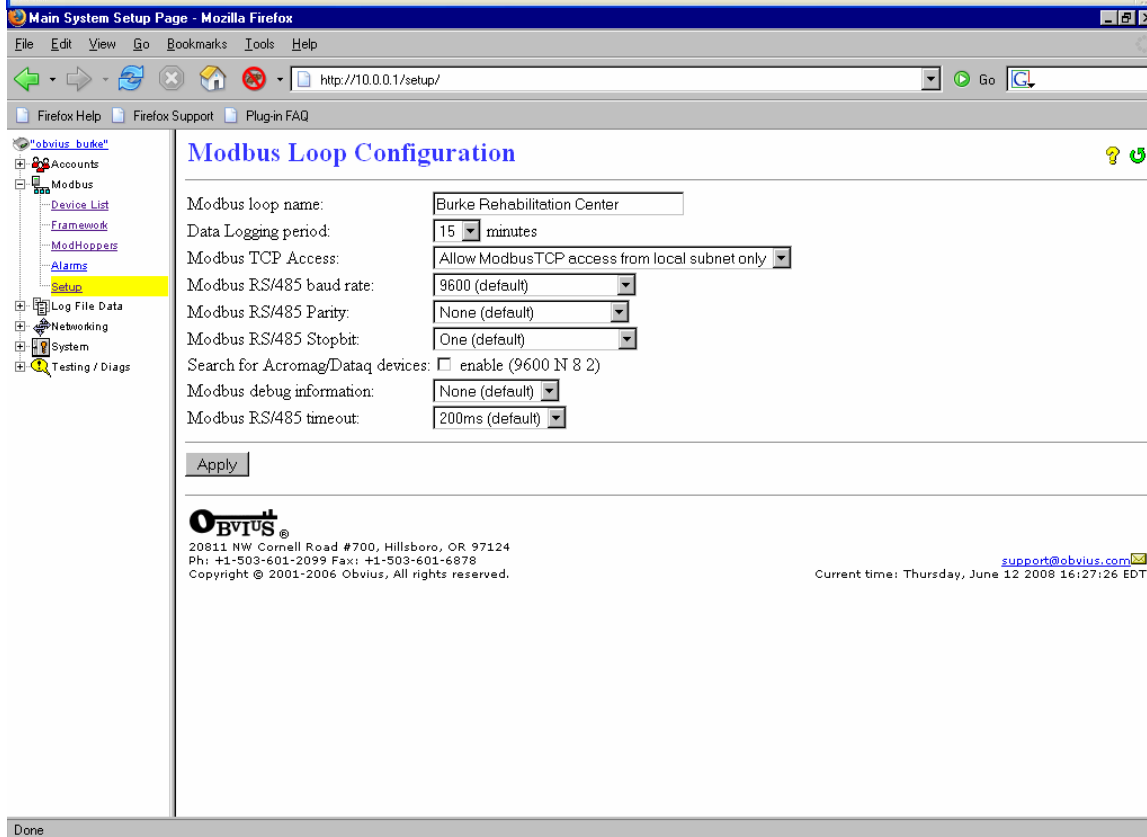 Main System Setup Page - Mozilla Firefox
File Edit View Go Bookmarks Tools Help
http://10.0.0.1/setup/
Go
G
Firefox Help Firefox Support Plug-in FAQ
"obvius_burke"
Accounts
Modbus
Device List
Framework
ModHoppers
Alarms
Setup
Log File Data
Networking
System
Testing / Diags
Modbus Loop Configuration
?
Modbus loop name: Burke Rehabilitation Center
Data Logging period: 15 minutes
Modbus TCP Access: Allow ModbusTCP access from local subnet only
Modbus RS/485 baud rate: 9600 (default)
Modbus RS/485 Parity: None (default)
Modbus RS/485 Stopbit: One (default)
Search for Acromag/Dataq devices: enable (9600 N 8 2)
Modbus debug information: None (default)
Modbus RS/485 timeout: 200ms (default)
Apply
OBVIUS ®
20811 NW Cornell Road #700, Hillsboro, OR 97124
Ph: +1-503-601-2099 Fax: +1-503-601-6878
Copyright © 2001-2006 Obvius, All rights reserved.
support@obvius.com
Current time: Thursday, June 12 2008 16:27:26 EDT
Done